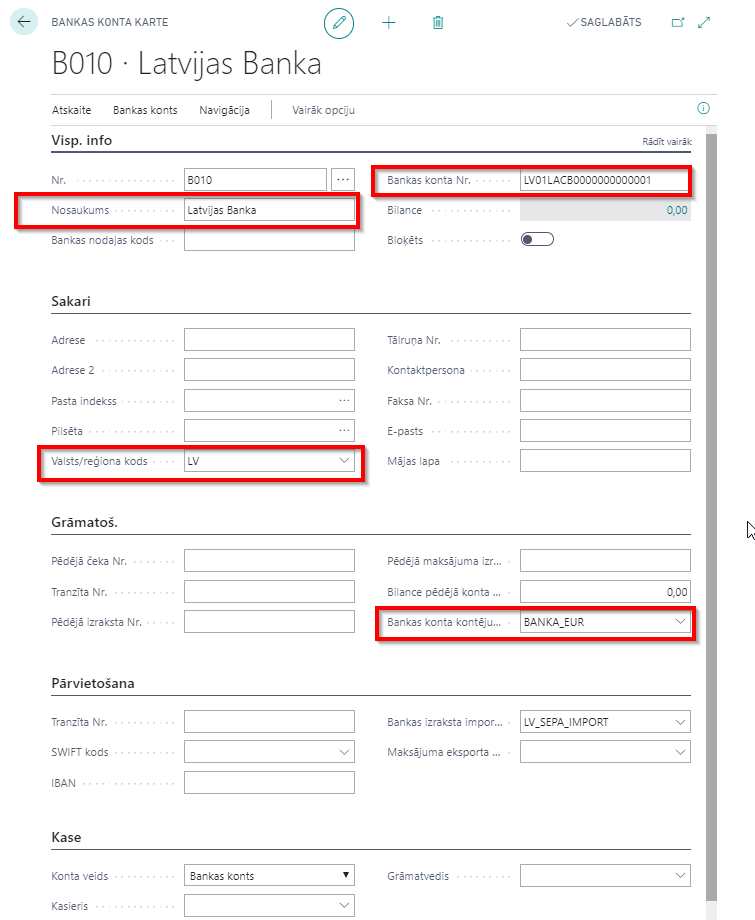 BANKAS KONTA KARTE
SAGLABĀTS
B010 · Latvijas Banka
Atskaite Bankas konts Navigācija Vairāk opciju
Visp. info Rādīt vairāk
Nr. B010
Nosaukums Latvijas Banka
Bankas nodaļas kods
Bankas konta Nr. LV01LACB0000000000001
Bilance 0,00
Bloķēts
Sakari
Adrese
Adrese 2
Pasta indekss
Pilsēta
Valsts/reģiona kods LV
Tālruņa Nr.
Kontaktpersona
Faksa Nr.
E-pasts
Mājas lapa
Grāmatoš.
Pēdējā čeka Nr.
Tranzīta Nr.
Pēdējā izraksta Nr.
Pēdējā maksājuma izr...
Bilance pēdējā konta ... 0,00
Bankas konta kontēju... BANKA_EUR
Pārvietošana
Tranzīta Nr.
SWIFT kods
IBAN
Bankas izraksta impor... LV_SEPA_IMPORT
Maksājuma eksporta ...
Kase
Konta veids Bankas konts
Kasieris
Grāmatvedis